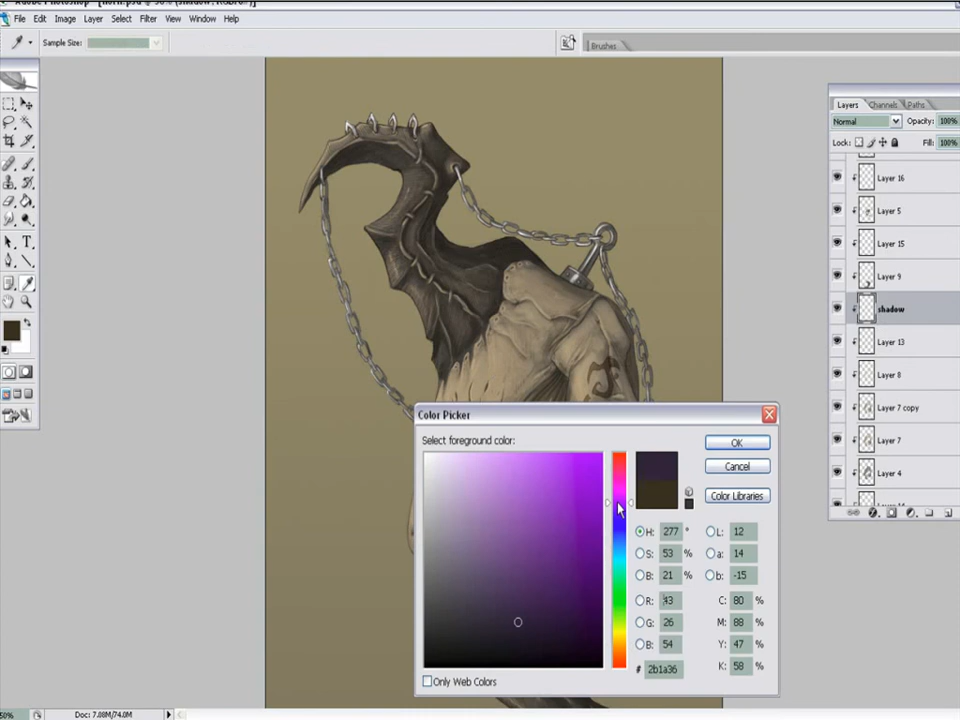 File Edit Image Layer Select Filter View Window Help
Sample Size:
Brushes
Layers Channels Paths
Normal Opacity: 100%
Lock: Fill: 100%
Layer 16
Layer 5
Layer 15
Layer 9
shadow
Layer 13
Layer 8
Layer 7 copy
Layer 7
Layer 4
Color Picker
Select foreground color:
OK
Cancel
Color Libraries
H: 277 ° L: 12
S: 53 % a: 14
B: 21 % b: -15
R: 43 C: 80 %
G: 26 M: 88 %
B: 54 Y: 47 %
# 2b1a36 K: 58 %
Only Web Colors
50% Doc: 7.08M/74.0M